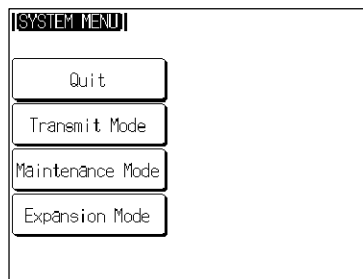 [SYSTEM MENU]
Quit
Transmit Mode
Maintenance Mode
Expansion Mode